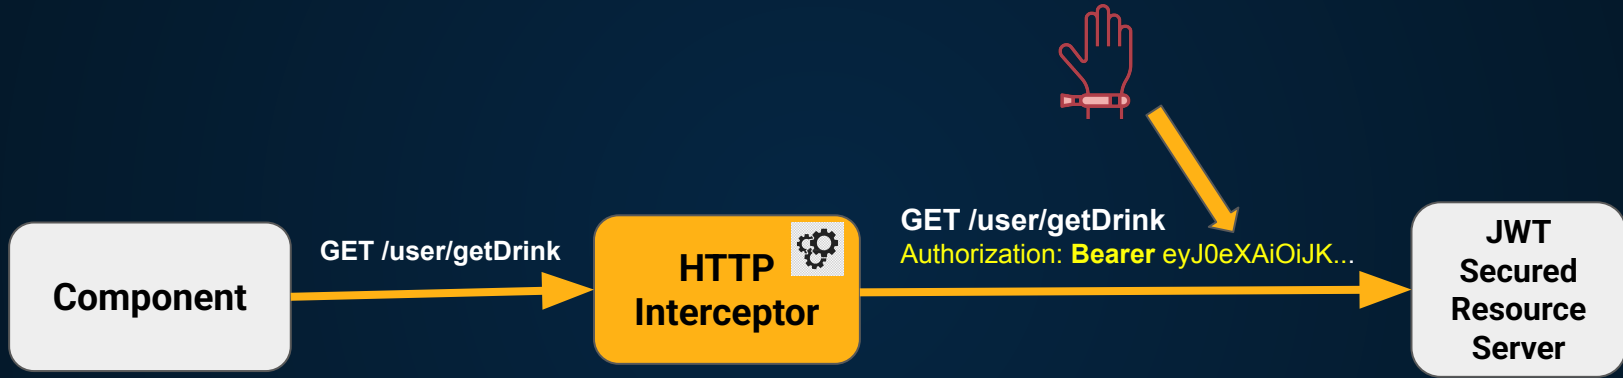 Component
GET /user/getDrink
HTTP
Interceptor
GET /user/getDrink
Authorization: Bearer eyJ0eXAiOiJK...
JWT
Secured
Resource
Server